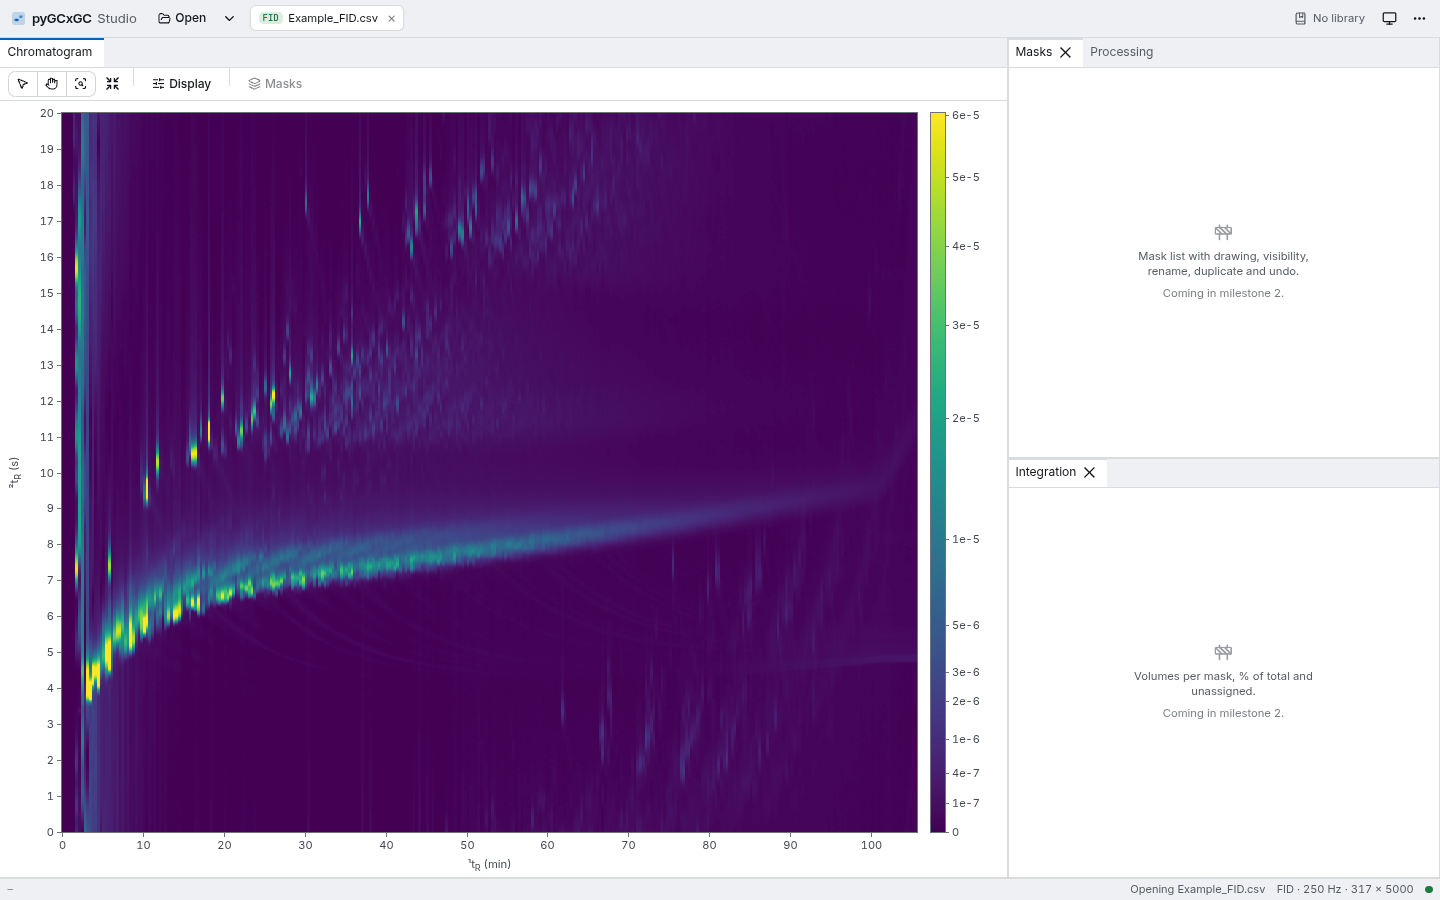 pyGCxGC Studio Open FID Example_FID.csv × No library
Chromatogram Masks Processing
Display Masks
20
19
18
17
16
15
14
13
12
11
10
9
8
7
6
5
4
3
2
1
0
²tR (s)
0 10 20 30 40 50 60 70 80 90 100
¹tR (min)
6e-5
5e-5
4e-5
3e-5
2e-5
1e-5
5e-6
3e-6
2e-6
1e-6
4e-7
1e-7
0
Mask list with drawing, visibility,
rename, duplicate and undo.
Coming in milestone 2.
Integration
Volumes per mask, % of total and
unassigned.
Coming in milestone 2.
– Opening Example_FID.csv FID · 250 Hz · 317 × 5000